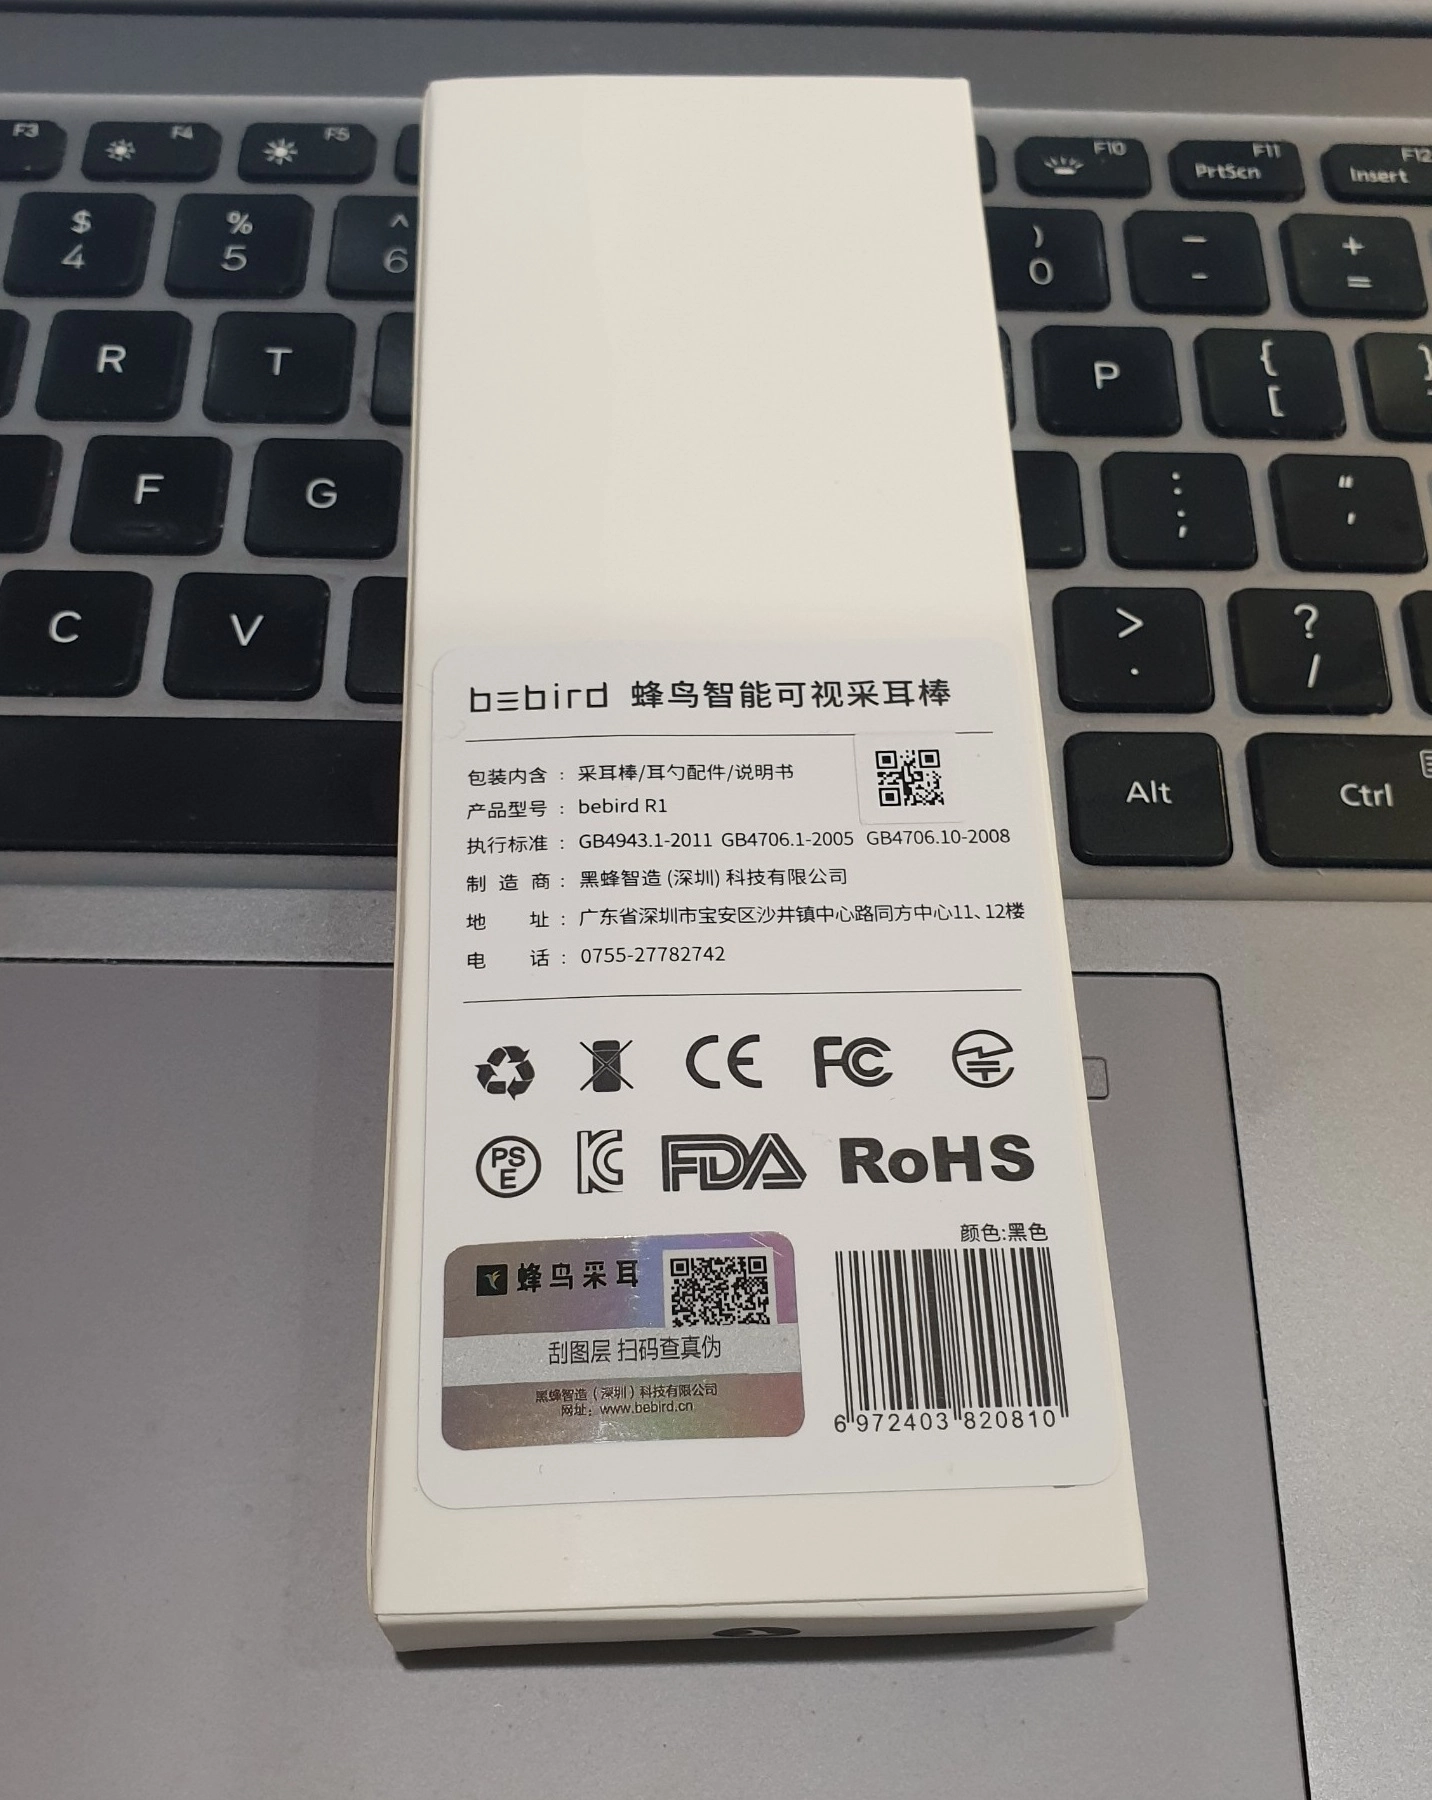 F3 F4 F5 F10 F11 F12
PrtScn Insert
$ % ^ ) _ +
4 5 6 0 - =
R T P { [ }
F G : ; " '
C V > . ? /
Alt Ctrl
bebird 蜂鸟智能可视采耳棒
包装内含：采耳棒/耳勺配件/说明书
产品型号：bebird R1
执行标准：GB4943.1-2011 GB4706.1-2005 GB4706.10-2008
制造商：黑蜂智造(深圳)科技有限公司
地址：广东省深圳市宝安区沙井镇中心路同方中心11、12楼
电话：0755-27782742
CE FC
PSE KC FDA RoHS
颜色:黑色
蜂鸟采耳
刮图层 扫码查真伪
黑蜂智造（深圳）科技有限公司
网址：www.bebird.cn
6 972403 820810